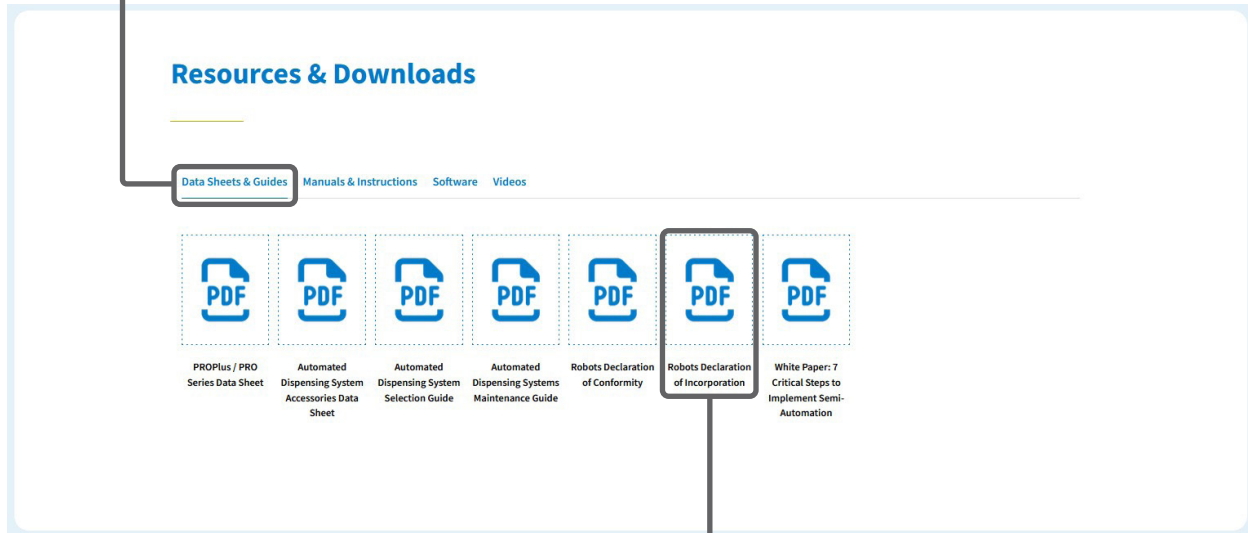 Resources & Downloads
Data Sheets & Guides Manuals & Instructions Software Videos
PDF PDF PDF PDF PDF PDF PDF
PROPlus / PRO
Series Data Sheet
Automated
Dispensing System
Accessories Data
Sheet
Automated
Dispensing System
Selection Guide
Automated
Dispensing Systems
Maintenance Guide
Robots Declaration
of Conformity
Robots Declaration
of Incorporation
White Paper: 7
Critical Steps to
Implement Semi-
Automation